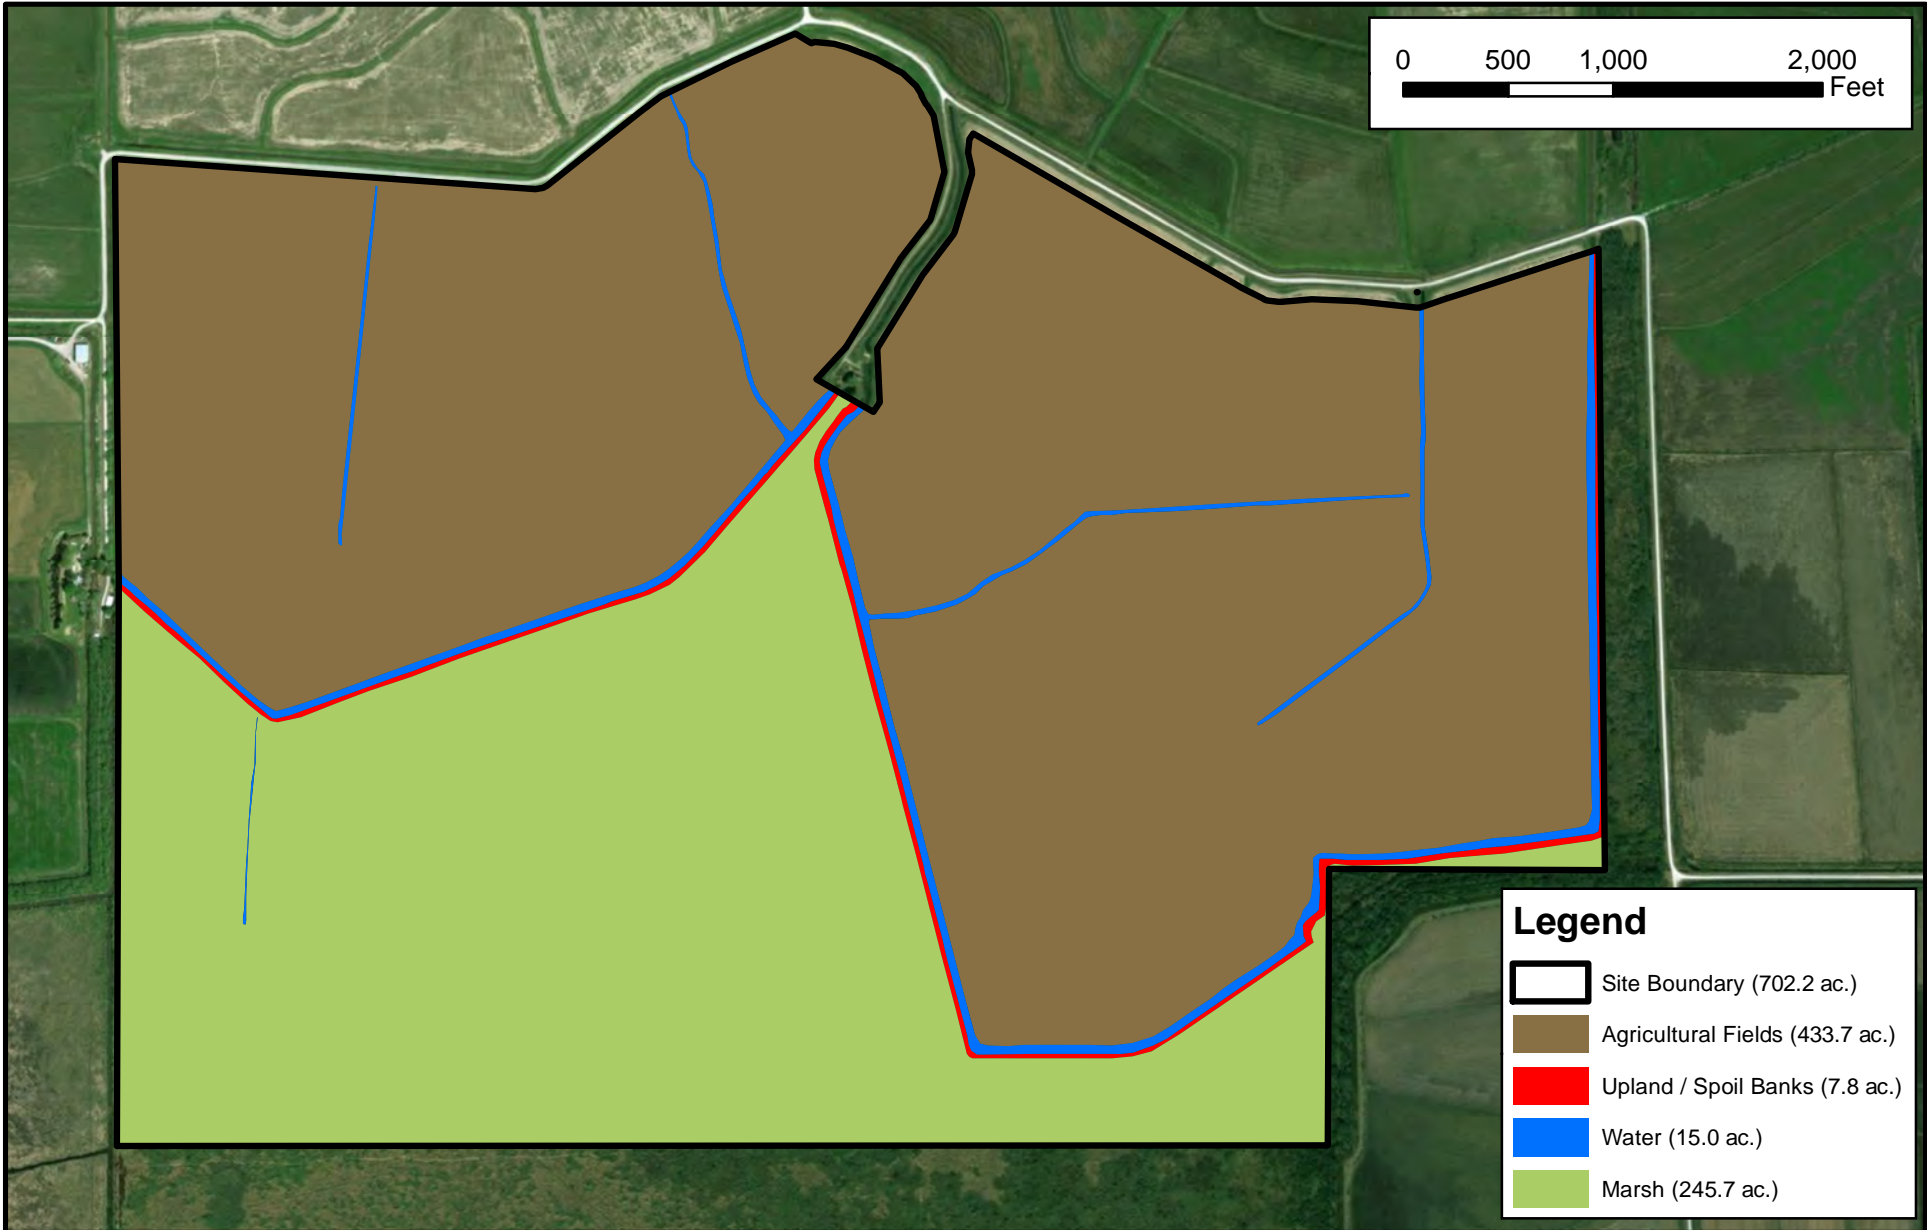 0 500 1,000 2,000
Feet
Legend
Site Boundary (702.2 ac.)
Agricultural Fields (433.7 ac.)
Upland / Spoil Banks (7.8 ac.)
Water (15.0 ac.)
Marsh (245.7 ac.)